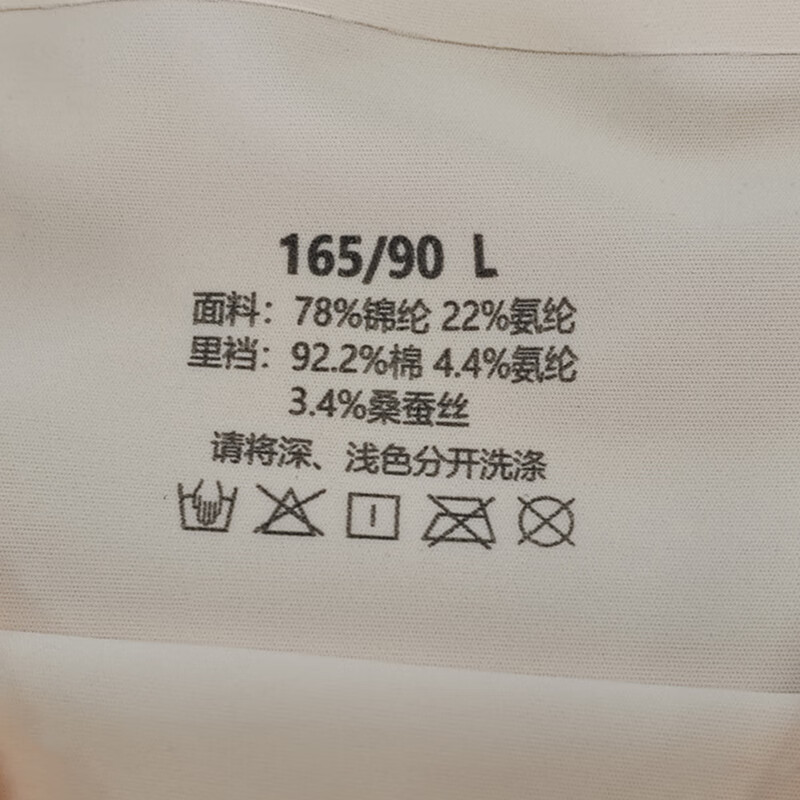 165/90 L
面料：78%锦纶 22%氨纶
里裆：92.2%棉 4.4%氨纶
3.4%桑蚕丝
请将深、浅色分开洗涤